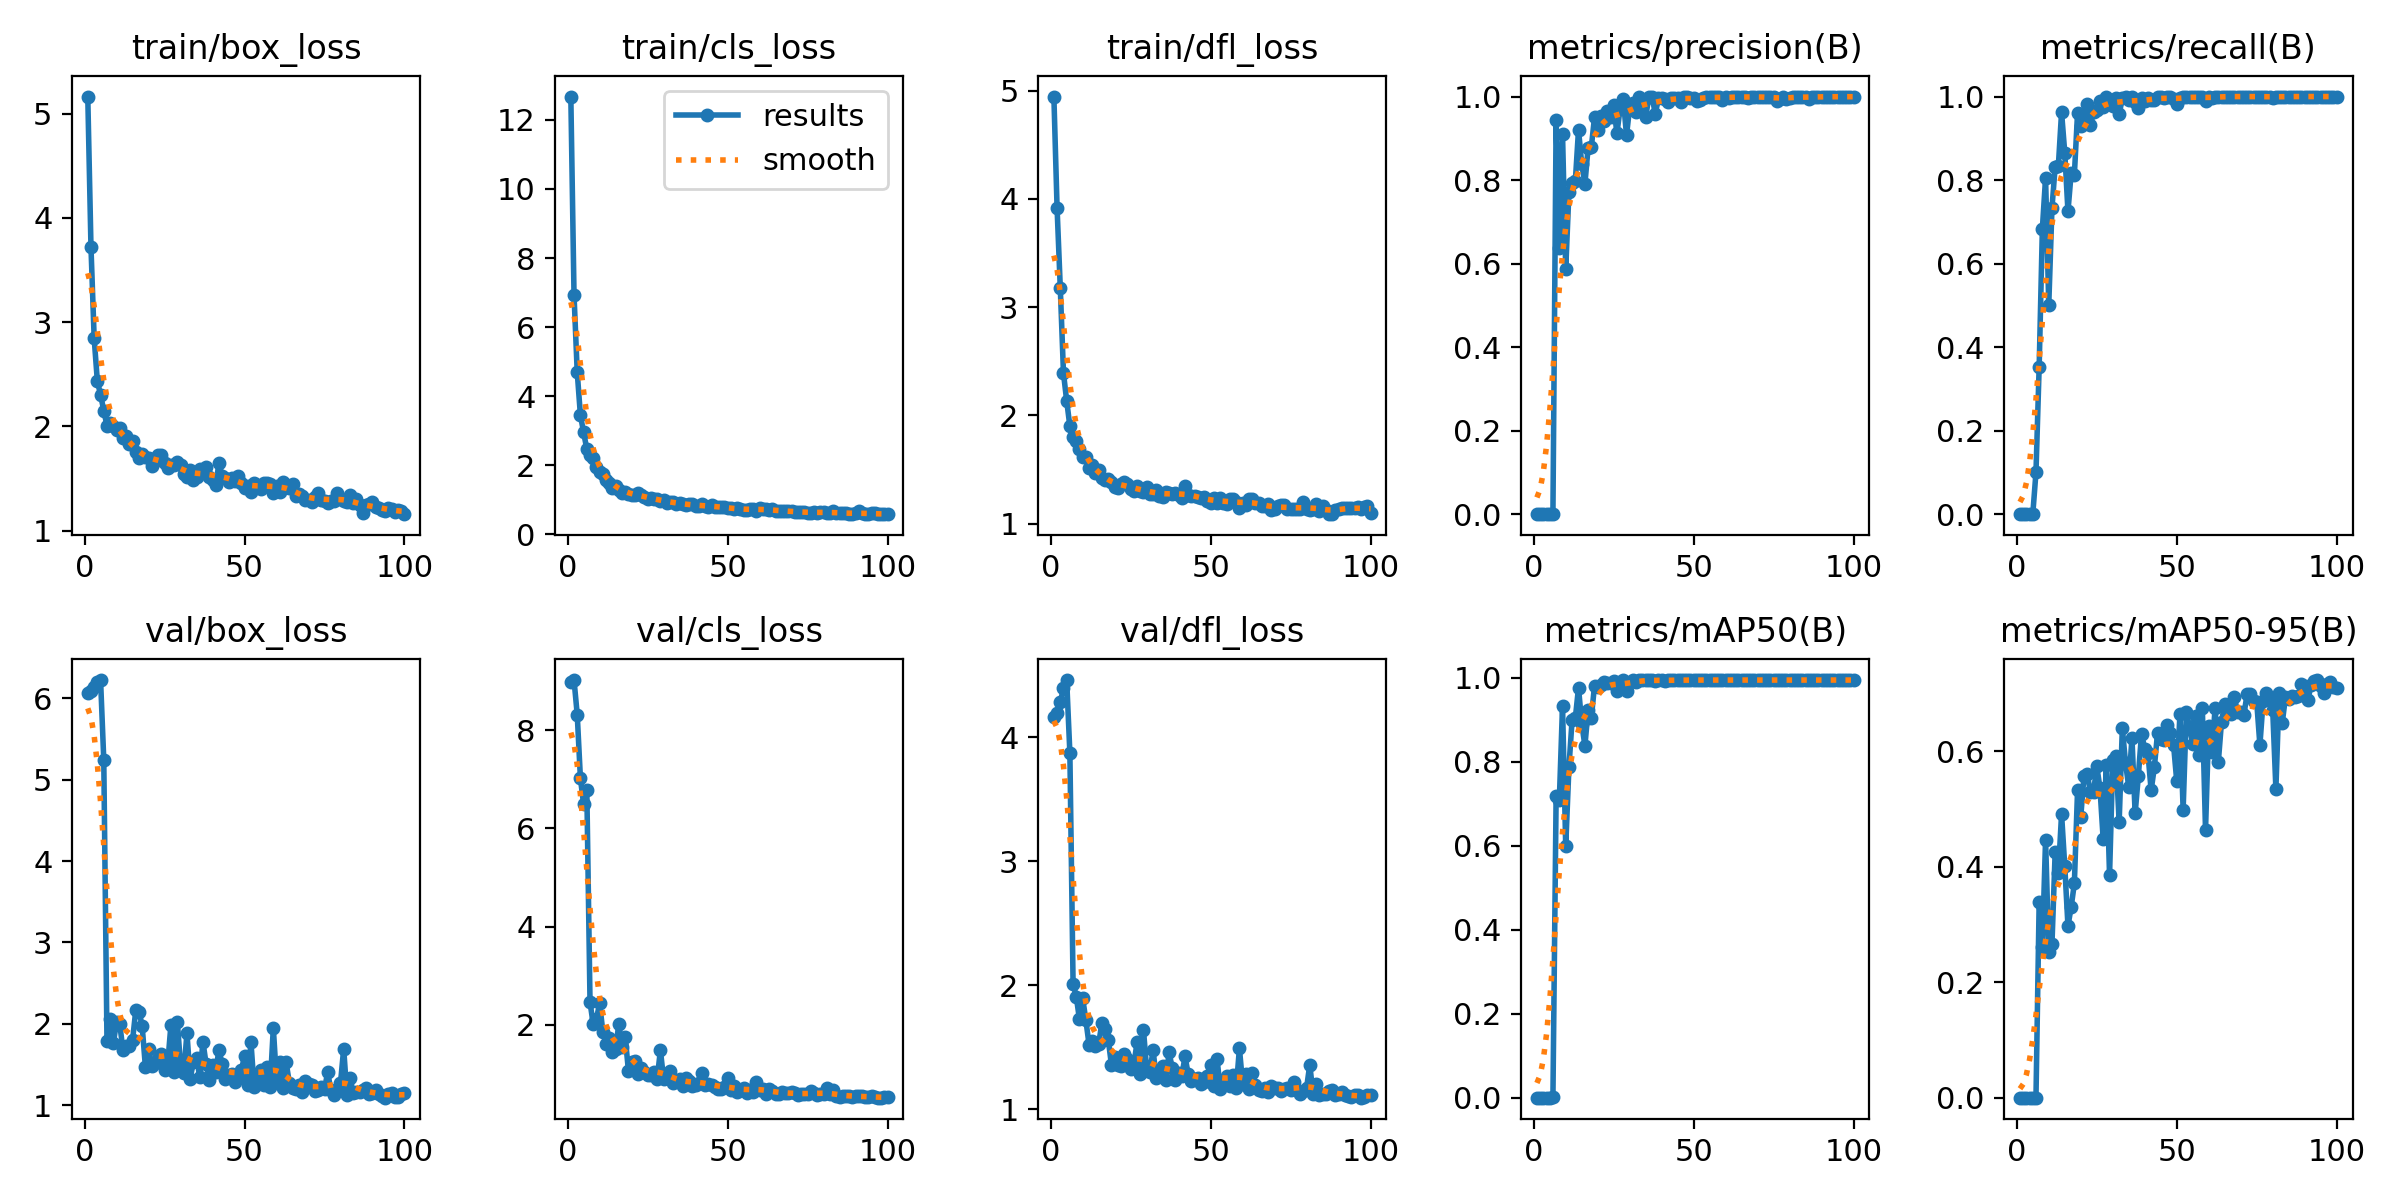 train/box_loss
5
4
3
2
1
0 50 100
train/cls_loss
results
smooth
12
10
8
6
4
2
0
0 50 100
train/dfl_loss
5
4
3
2
1
0 50 100
metrics/precision(B)
1.0
0.8
0.6
0.4
0.2
0.0
0 50 100
metrics/recall(B)
1.0
0.8
0.6
0.4
0.2
0.0
0 50 100
val/box_loss
6
5
4
3
2
1
0 50 100
val/cls_loss
8
6
4
2
0 50 100
val/dfl_loss
4
3
2
1
0 50 100
metrics/mAP50(B)
1.0
0.8
0.6
0.4
0.2
0.0
0 50 100
metrics/mAP50-95(B)
0.6
0.4
0.2
0.0
0 50 100